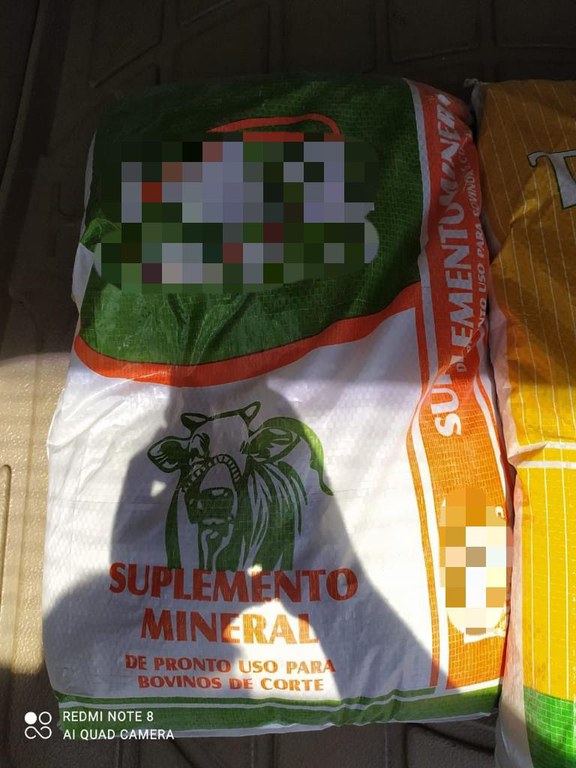 SUPLEMENTO
MINERAL
DE PRONTO USO PARA
BOVINOS DE CORTE
REDMI NOTE 8
AI QUAD CAMERA